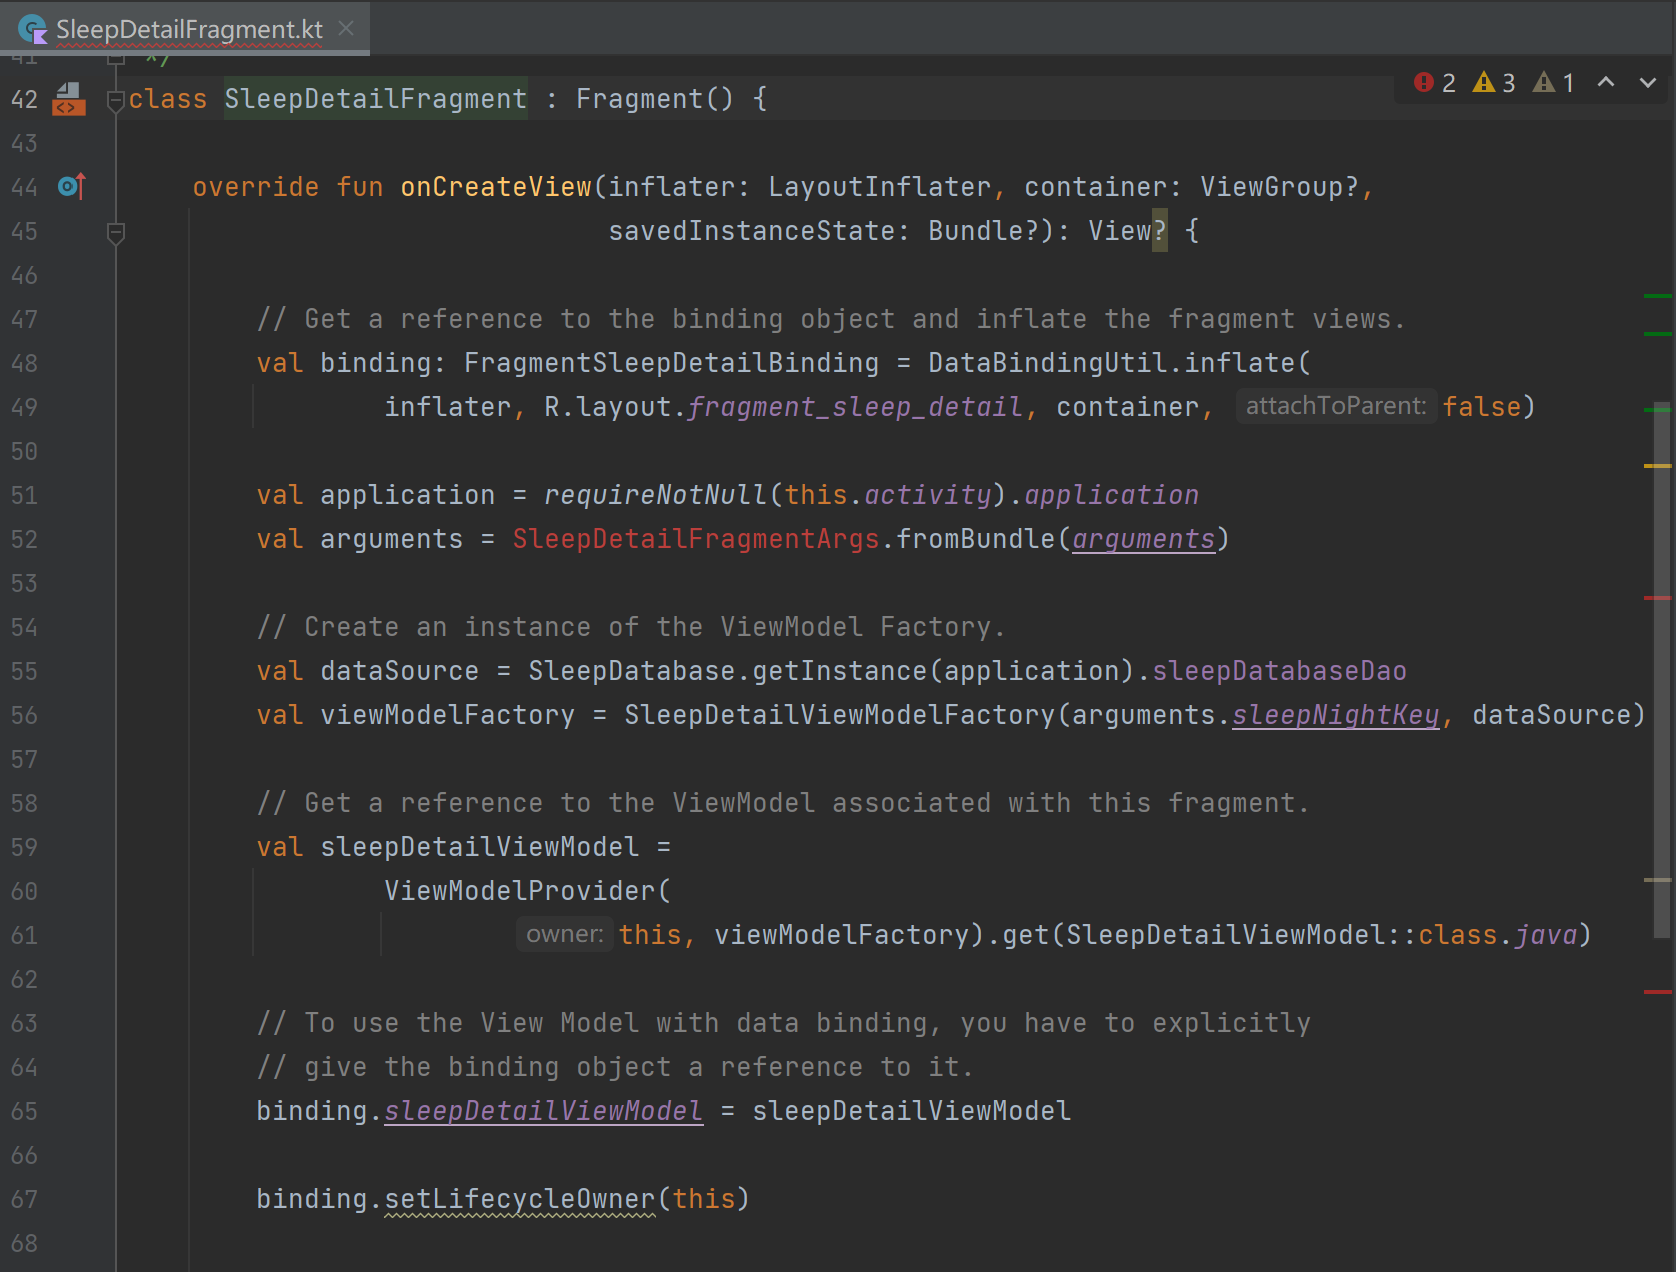 SleepDetailFragment.kt
41 */
42 class SleepDetailFragment : Fragment() { 2 3 1
43
44 override fun onCreateView(inflater: LayoutInflater, container: ViewGroup?,
45 savedInstanceState: Bundle?): View? {
46
47 // Get a reference to the binding object and inflate the fragment views.
48 val binding: FragmentSleepDetailBinding = DataBindingUtil.inflate(
49 inflater, R.layout.fragment_sleep_detail, container, attachToParent: false)
50
51 val application = requireNotNull(this.activity).application
52 val arguments = SleepDetailFragmentArgs.fromBundle(arguments)
53
54 // Create an instance of the ViewModel Factory.
55 val dataSource = SleepDatabase.getInstance(application).sleepDatabaseDao
56 val viewModelFactory = SleepDetailViewModelFactory(arguments.sleepNightKey, dataSource)
57
58 // Get a reference to the ViewModel associated with this fragment.
59 val sleepDetailViewModel =
60 ViewModelProvider(
61 owner: this, viewModelFactory).get(SleepDetailViewModel::class.java)
62
63 // To use the View Model with data binding, you have to explicitly
64 // give the binding object a reference to it.
65 binding.sleepDetailViewModel = sleepDetailViewModel
66
67 binding.setLifecycleOwner(this)
68